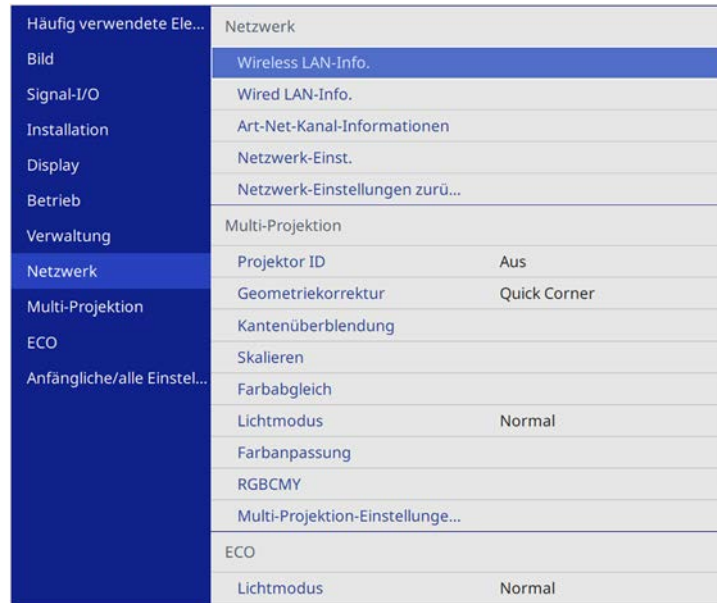 Häufig verwendete Ele...
Bild
Signal-I/O
Installation
Display
Betrieb
Verwaltung
Netzwerk
Multi-Projektion
ECO
Anfängliche/alle Einstel...
Netzwerk
Wireless LAN-Info.
Wired LAN-Info.
Art-Net-Kanal-Informationen
Netzwerk-Einst.
Netzwerk-Einstellungen zurü...
Multi-Projektion
Projektor ID Aus
Geometriekorrektur Quick Corner
Kantenüberblendung
Skalieren
Farbabgleich
Lichtmodus Normal
Farbanpassung
RGBCMY
Multi-Projektion-Einstellunge...
ECO
Lichtmodus Normal